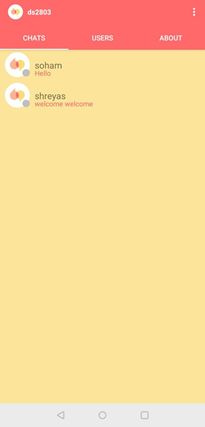 ds2803
CHATS USERS ABOUT
soham
Hello
shreyas
welcome welcome